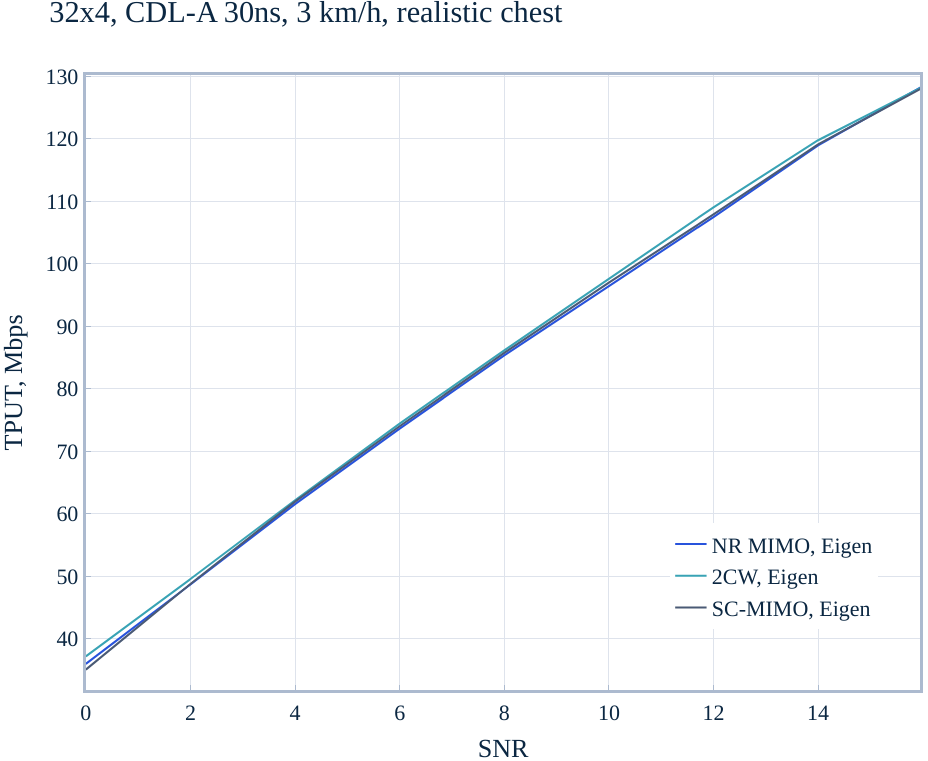 32x4, CDL-A 30ns, 3 km/h, realistic chest
130
120
110
100
90
80
70
60
50
40
TPUT, Mbps
NR MIMO, Eigen
2CW, Eigen
SC-MIMO, Eigen
0 2 4 6 8 10 12 14
SNR